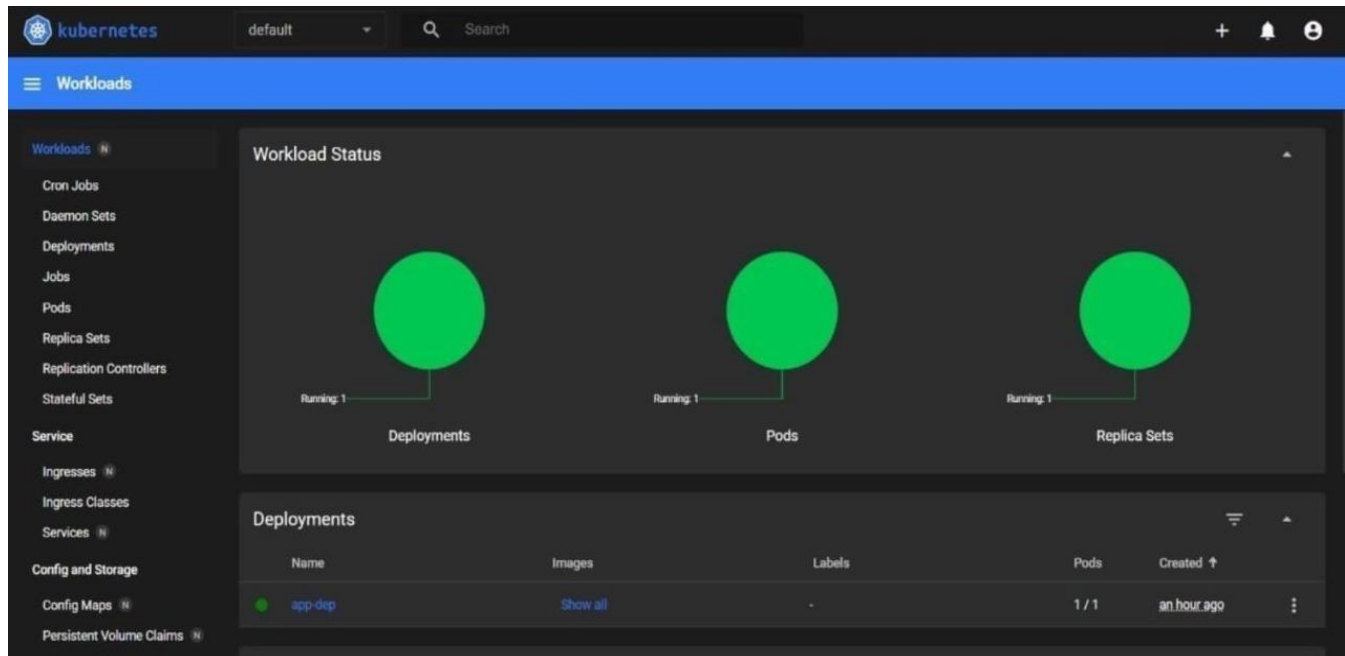 kubernetes
default
Search
Workloads
Workloads N
Cron Jobs
Daemon Sets
Deployments
Jobs
Pods
Replica Sets
Replication Controllers
Stateful Sets
Service
Ingresses N
Ingress Classes
Services N
Config and Storage
Config Maps N
Persistent Volume Claims N
Workload Status
Running: 1
Deployments
Running: 1
Pods
Running: 1
Replica Sets
Deployments
Name Images Labels Pods Created
app-dep Show all - 1 / 1 an hour ago